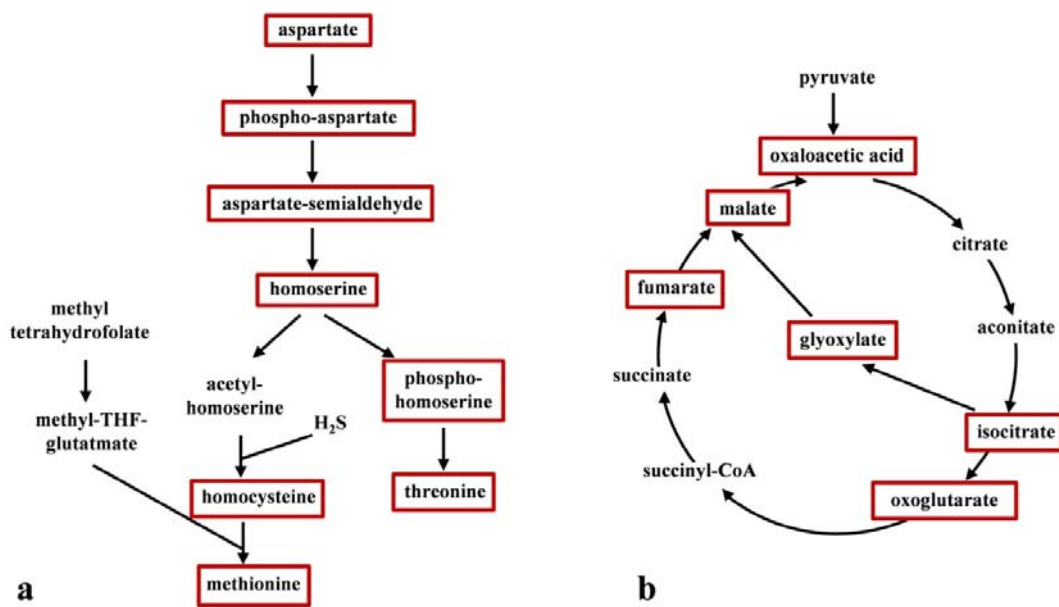 aspartate
phospho-aspartate
aspartate-semialdehyde
homoserine
methyl
tetrahydrofolate
acetyl-
homoserine
phospho-
homoserine
methyl-THF-
glutatmate
H₂S
homocysteine
threonine
methionine
a
pyruvate
oxaloacetic acid
malate
citrate
fumarate
aconitate
glyoxylate
succinate
isocitrate
succinyl-CoA
oxoglutarate
b